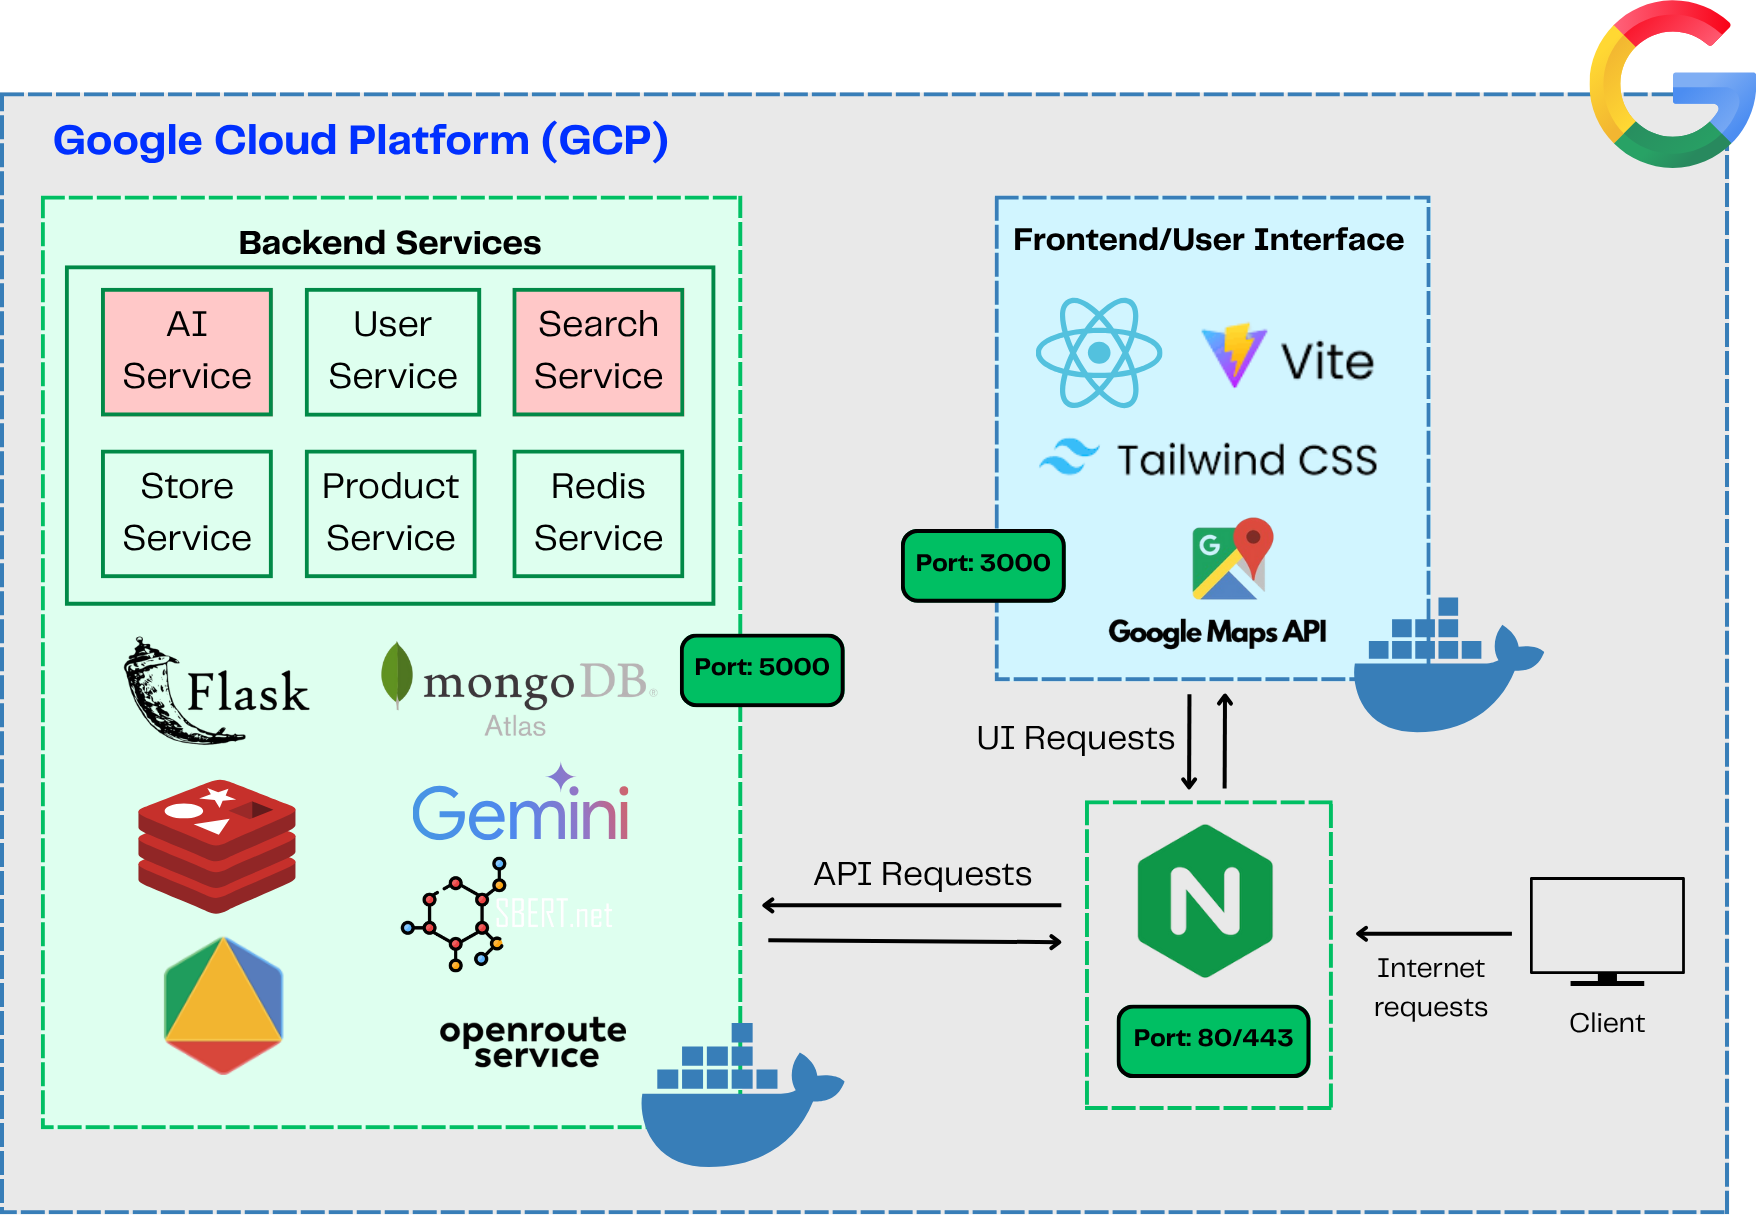 Google Cloud Platform (GCP)
Backend Services
AI
Service
User
Service
Search
Service
Store
Service
Product
Service
Redis
Service
Flask
mongoDB®
Atlas
Port: 5000
Gemini
SBERT.net
openroute
service
Frontend/User Interface
Vite
Tailwind CSS
Port: 3000
G
Google Maps API
UI Requests
API Requests
N
Port: 80/443
Internet
requests
Client